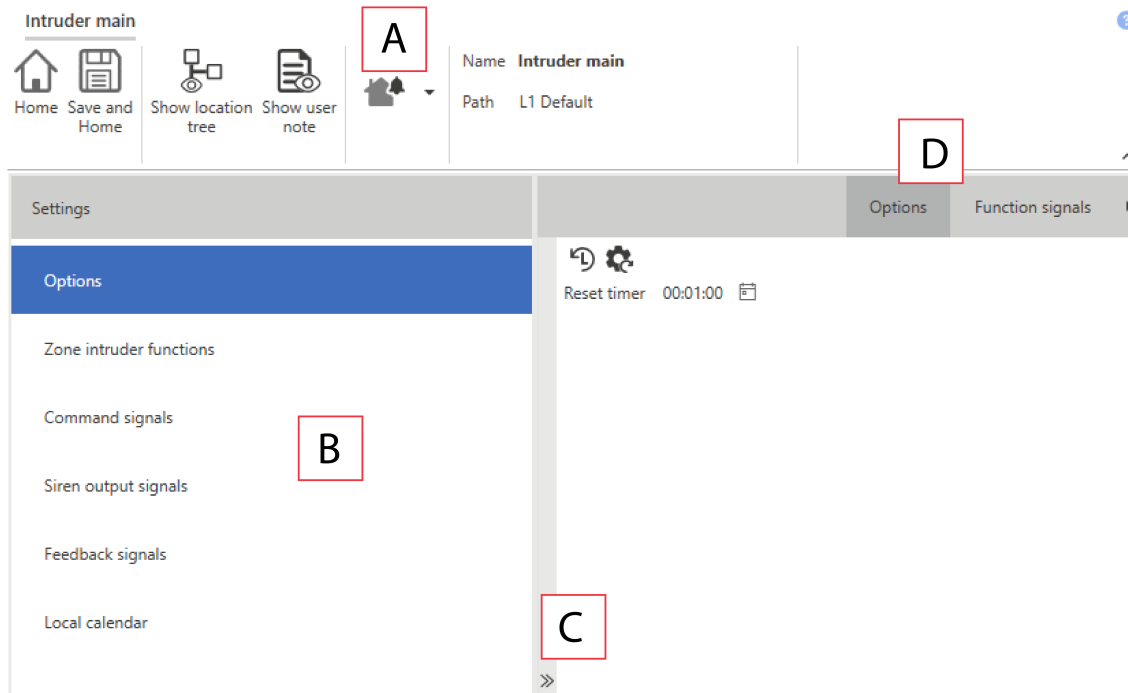 Intruder main
A
?
Home
Save and
Home
Show location
tree
Show user
note
Name Intruder main
Path L1 Default
D
Settings
Options Function signals
Options
Reset timer 00:01:00
Zone intruder functions
Command signals
B
Siren output signals
Feedback signals
C
Local calendar